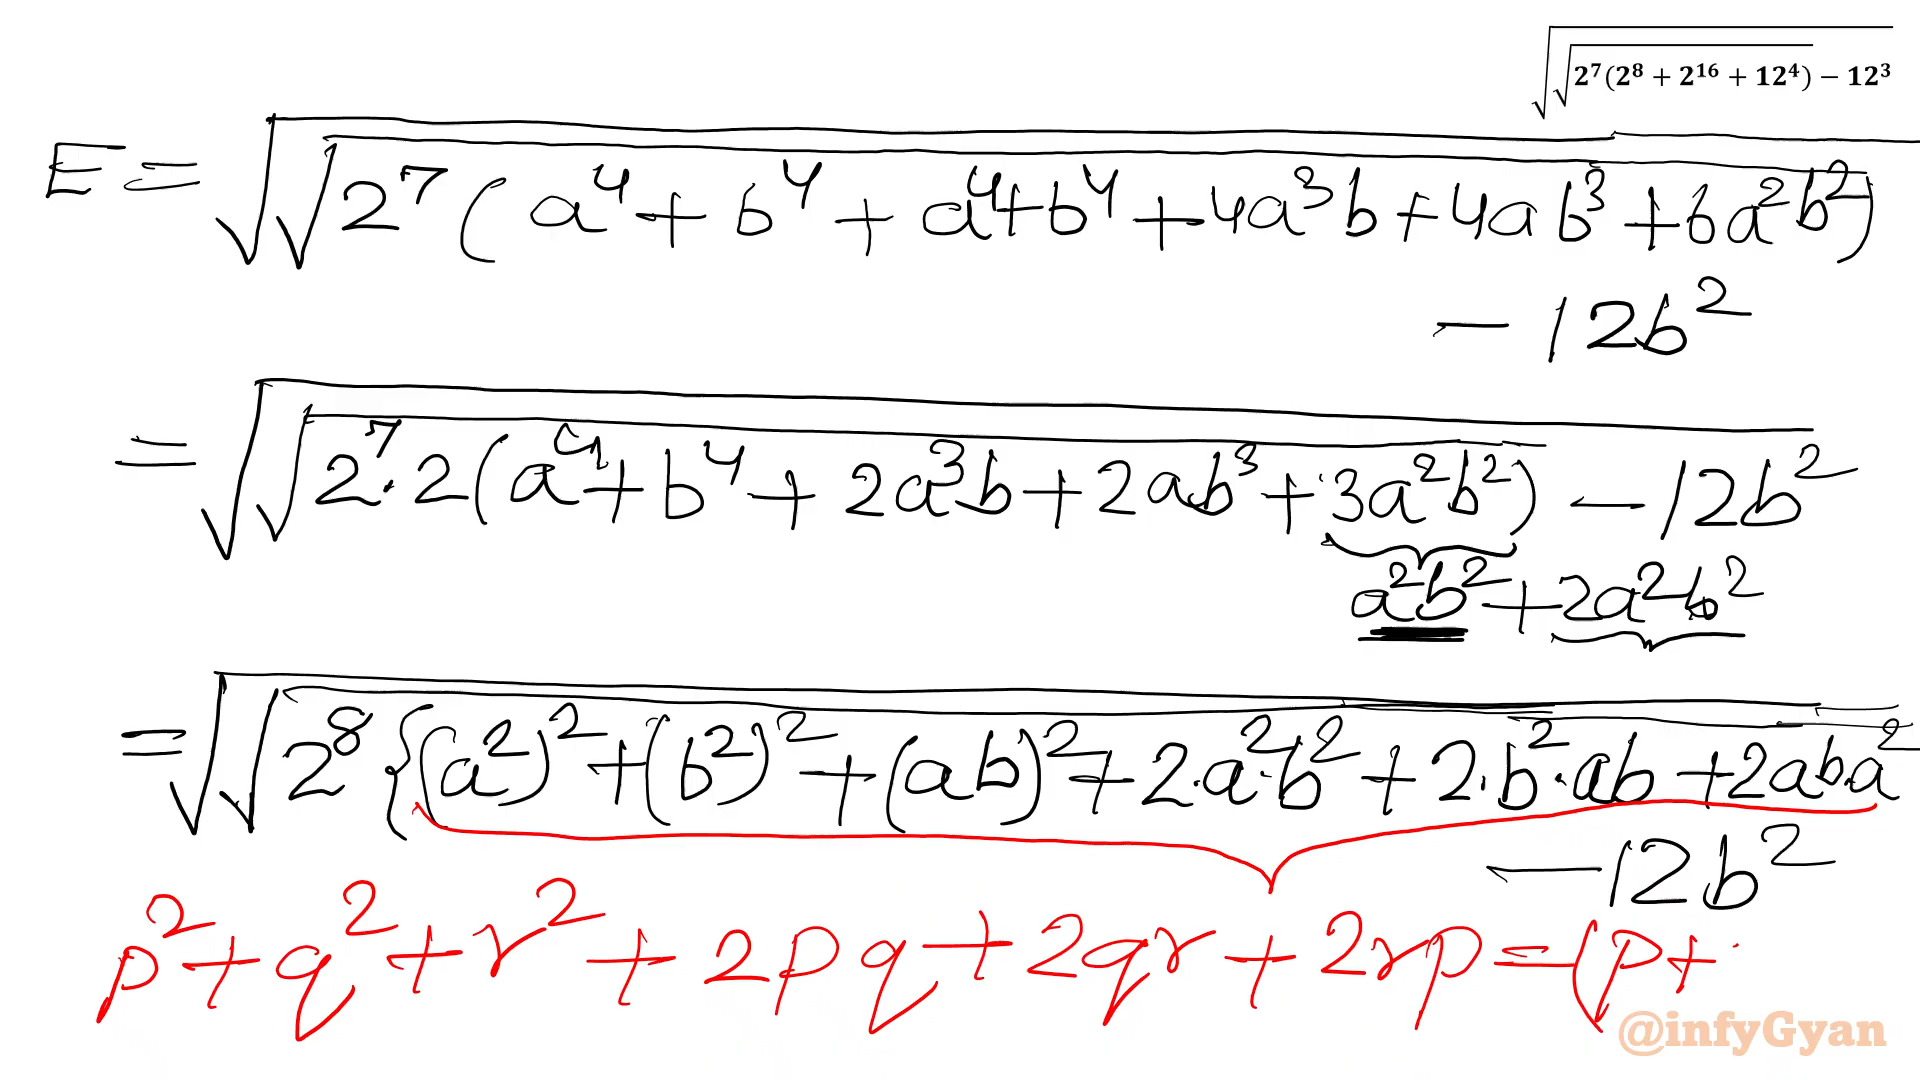 √(√(2⁷(2⁸ + 2¹⁶ + 12⁴)) − 12³)
E = √(√(2⁷(a⁴ + b⁴ + a⁴ + b⁴ + 4a³b + 4ab³ + 6a²b²)
− 12b²
= √(√(2⁷·2(a⁴ + b⁴ + 2a³b + 2ab³ + 3a²b²)) − 12b²)
a²b² + 2a²b²
= √(√(2⁸{(a²)² + (b²)² + (ab)² + 2·a²·b² + 2·b²·ab + 2ab·a²
− 12b²
p² + q² + r² + 2pq + 2qr + 2rp = (p +
@infyGyan